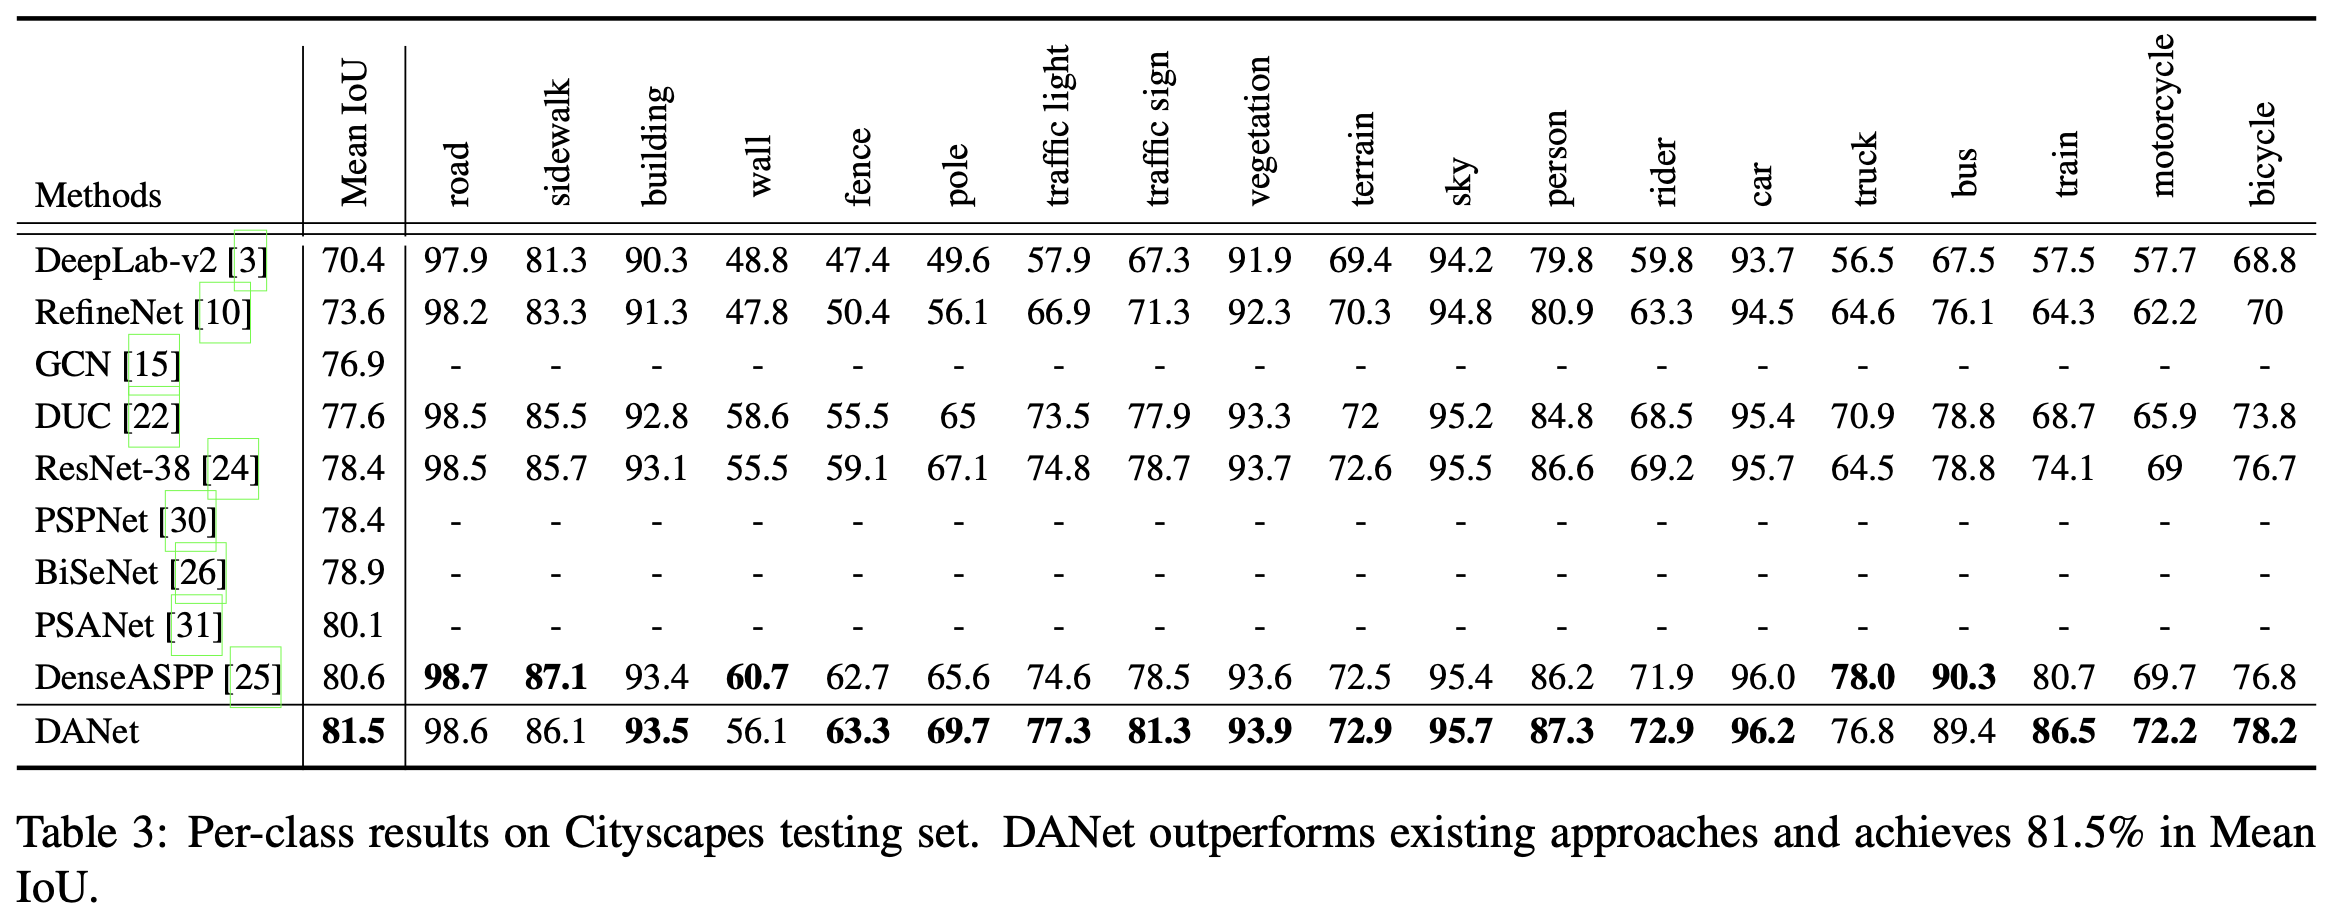 Methods Mean IoU road sidewalk building wall fence pole traffic light traffic sign vegetation terrain sky person rider car truck bus train motorcycle bicycle
DeepLab-v2 [3] 70.4 97.9 81.3 90.3 48.8 47.4 49.6 57.9 67.3 91.9 69.4 94.2 79.8 59.8 93.7 56.5 67.5 57.5 57.7 68.8
RefineNet [10] 73.6 98.2 83.3 91.3 47.8 50.4 56.1 66.9 71.3 92.3 70.3 94.8 80.9 63.3 94.5 64.6 76.1 64.3 62.2 70
GCN [15] 76.9 - - - - - - - - - - - - - - - - - - -
DUC [22] 77.6 98.5 85.5 92.8 58.6 55.5 65 73.5 77.9 93.3 72 95.2 84.8 68.5 95.4 70.9 78.8 68.7 65.9 73.8
ResNet-38 [24] 78.4 98.5 85.7 93.1 55.5 59.1 67.1 74.8 78.7 93.7 72.6 95.5 86.6 69.2 95.7 64.5 78.8 74.1 69 76.7
PSPNet [30] 78.4 - - - - - - - - - - - - - - - - - - -
BiSeNet [26] 78.9 - - - - - - - - - - - - - - - - - - -
PSANet [31] 80.1 - - - - - - - - - - - - - - - - - - -
DenseASPP [25] 80.6 98.7 87.1 93.4 60.7 62.7 65.6 74.6 78.5 93.6 72.5 95.4 86.2 71.9 96.0 78.0 90.3 80.7 69.7 76.8
DANet 81.5 98.6 86.1 93.5 56.1 63.3 69.7 77.3 81.3 93.9 72.9 95.7 87.3 72.9 96.2 76.8 89.4 86.5 72.2 78.2
Table 3: Per-class results on Cityscapes testing set. DANet outperforms existing approaches and achieves 81.5% in Mean
IoU.